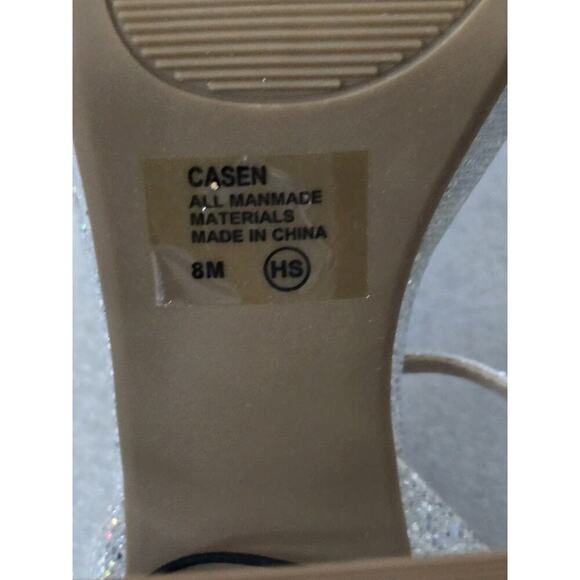 CASEN
ALL MANMADE
MATERIALS
MADE IN CHINA
8M HS